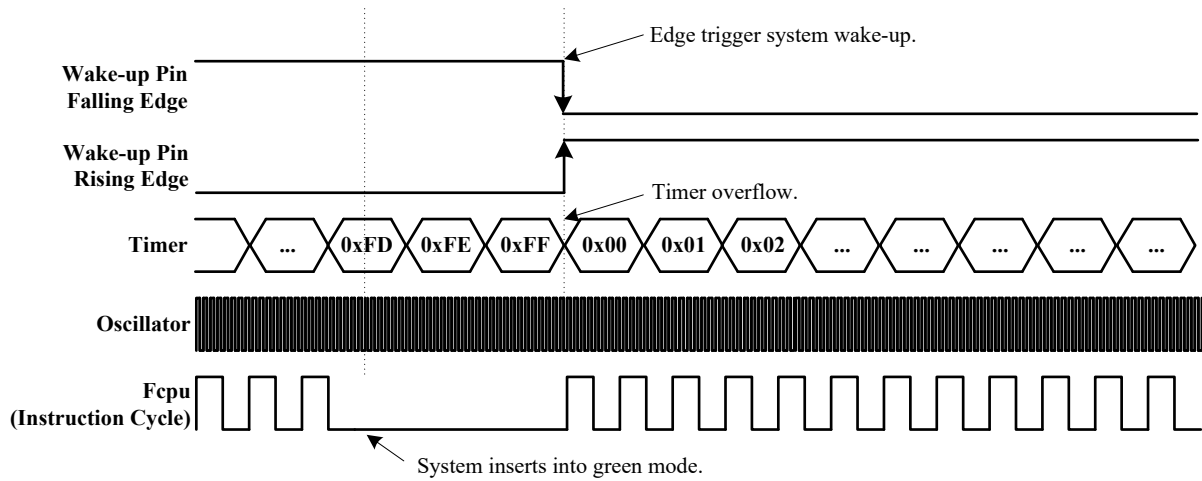 Edge trigger system wake-up.
Wake-up Pin
Falling Edge
Wake-up Pin
Rising Edge
Timer overflow.
Timer ... 0xFD 0xFE 0xFF 0x00 0x01 0x02 ... ... ... ... ...
Oscillator
Fcpu
(Instruction Cycle)
System inserts into green mode.